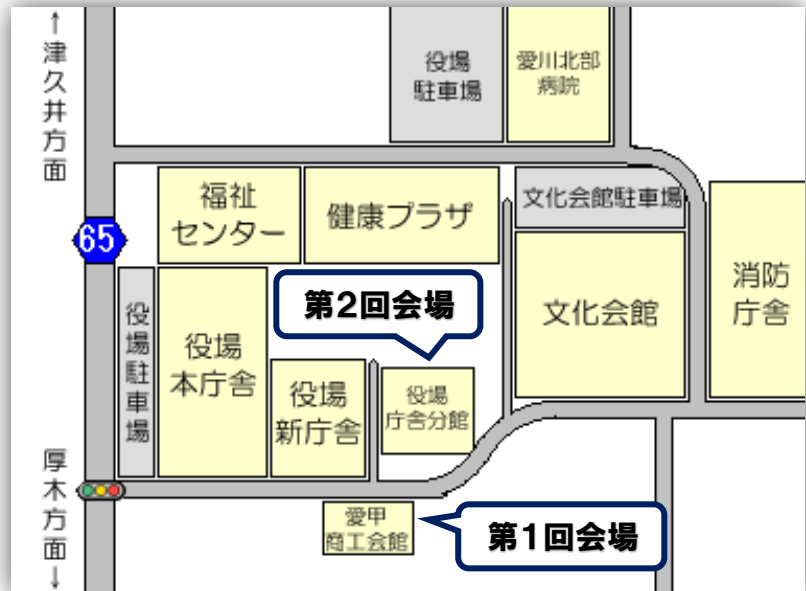 ↑津久井方面
役場
駐車場
愛川北部
病院
福祉
センター
健康プラザ
文化会館駐車場
65
消防
庁舎
第2回会場
文化会館
役場駐車場
役場
本庁舎
役場
新庁舎
役場
庁舎分館
厚木方面↓
愛甲
商工会館
第1回会場